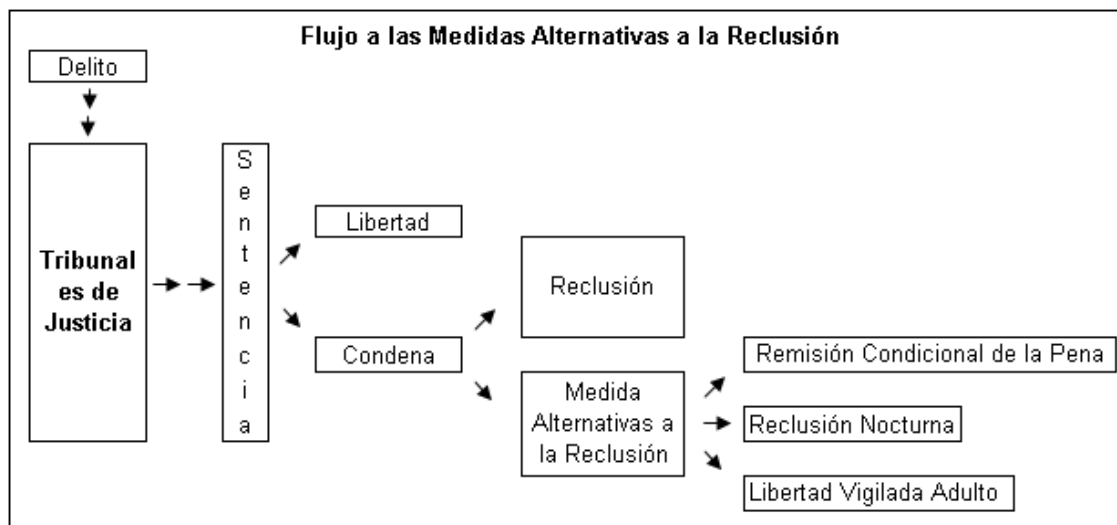 Flujo a las Medidas Alternativas a la Reclusión
Delito
Tribunal
es de
Justicia
S
e
n
t
e
n
c
i
a
Libertad
Condena
Reclusión
Medida
Alternativas a
la Reclusión
Remisión Condicional de la Pena
Reclusión Nocturna
Libertad Vigilada Adulto